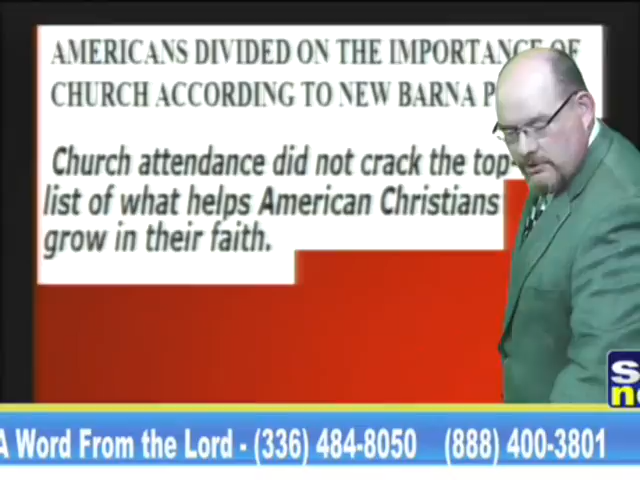 AMERICANS DIVIDED ON THE IMPORTANCE OF
CHURCH ACCORDING TO NEW BARNA P
Church attendance did not crack the top-
list of what helps American Christians
grow in their faith.
A Word From the Lord - (336) 484-8050 (888) 400-3801